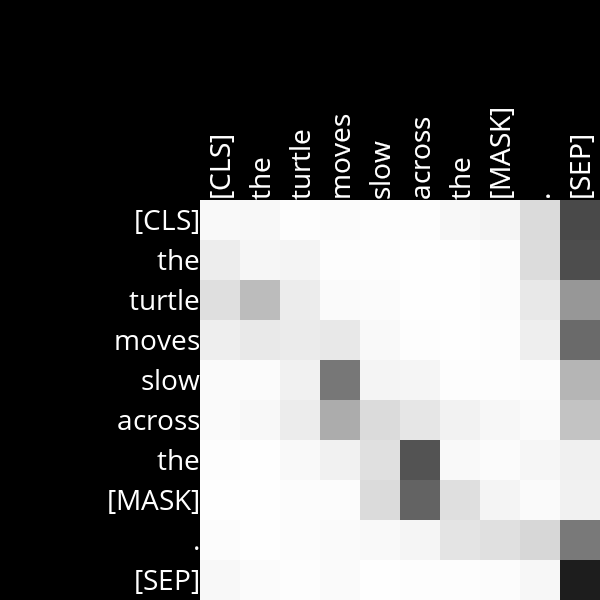 [CLS] the turtle moves slow across the [MASK] . [SEP]
[CLS]
the
turtle
moves
slow
across
the
[MASK]
.
[SEP]